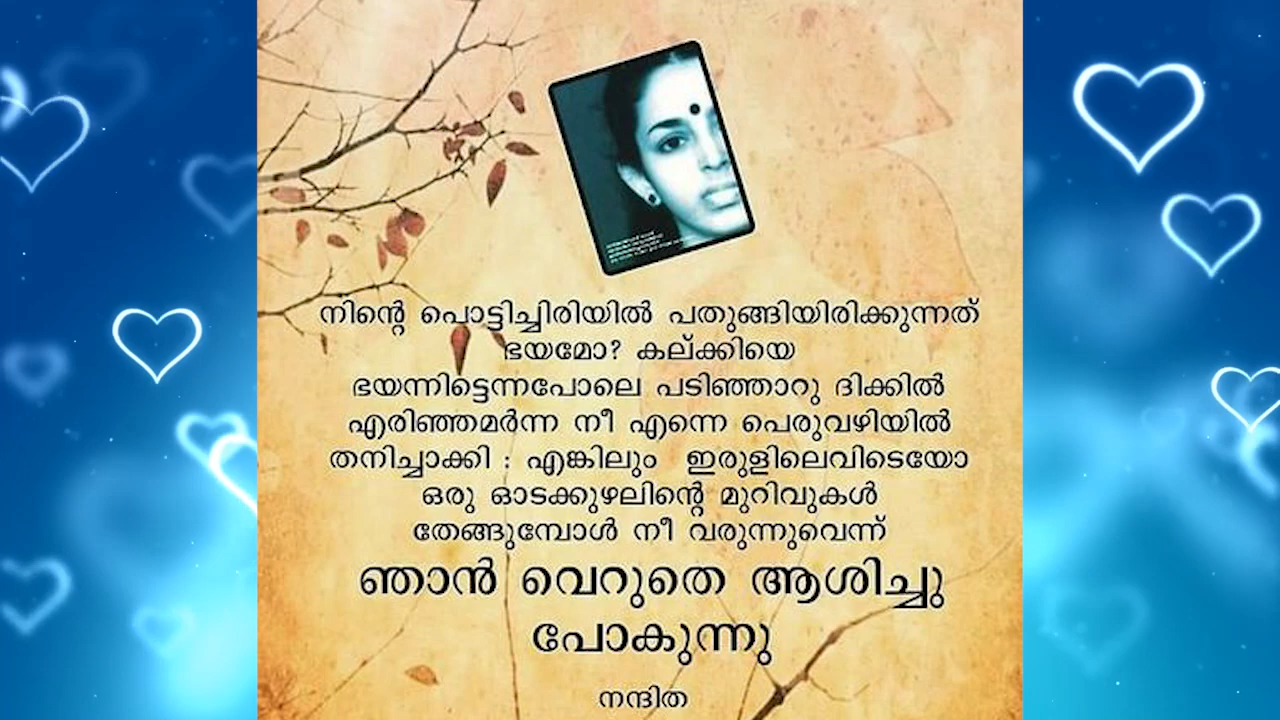 നിന്റെ പൊട്ടിച്ചിരിയിൽ പതുങ്ങിയിരിക്കുന്നത്
ഭയമോ? കല്ക്കിയെ
ഭയന്നിട്ടെന്നപോലെ പടിഞ്ഞാറു ദിക്കിൽ
എരിഞ്ഞമർന്ന നീ എന്നെ പെരുവഴിയിൽ
തനിച്ചാക്കി : എങ്കിലും ഇരുളിലെവിടെയോ
ഒരു ഓടക്കുഴലിന്റെ മുറിവുകൾ
തേങ്ങുമ്പോൾ നീ വരുന്നുവെന്ന്
ഞാൻ വെറുതെ ആശിച്ചു
പോകുന്നു
നന്ദിത